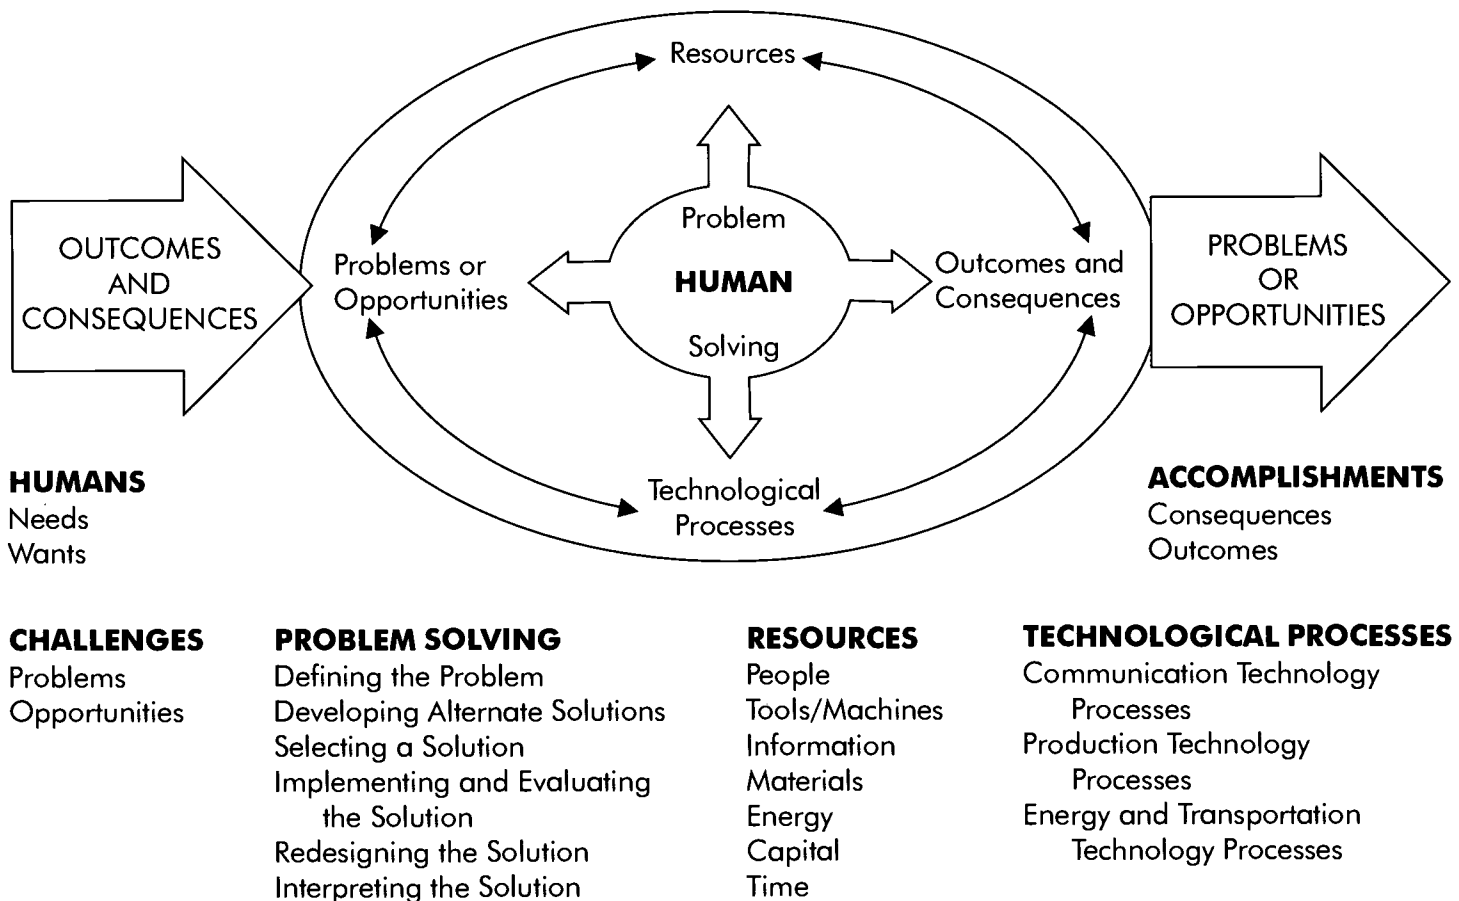 Resources
OUTCOMES
AND
CONSEQUENCES
Problems or
Opportunities
Problem
HUMAN
Solving
Outcomes and
Consequences
PROBLEMS
OR
OPPORTUNITIES
Technological
Processes
HUMANS
Needs
Wants
ACCOMPLISHMENTS
Consequences
Outcomes
CHALLENGES
Problems
Opportunities
PROBLEM SOLVING
Defining the Problem
Developing Alternate Solutions
Selecting a Solution
Implementing and Evaluating
the Solution
Redesigning the Solution
Interpreting the Solution
RESOURCES
People
Tools/Machines
Information
Materials
Energy
Capital
Time
TECHNOLOGICAL PROCESSES
Communication Technology
Processes
Production Technology
Processes
Energy and Transportation
Technology Processes